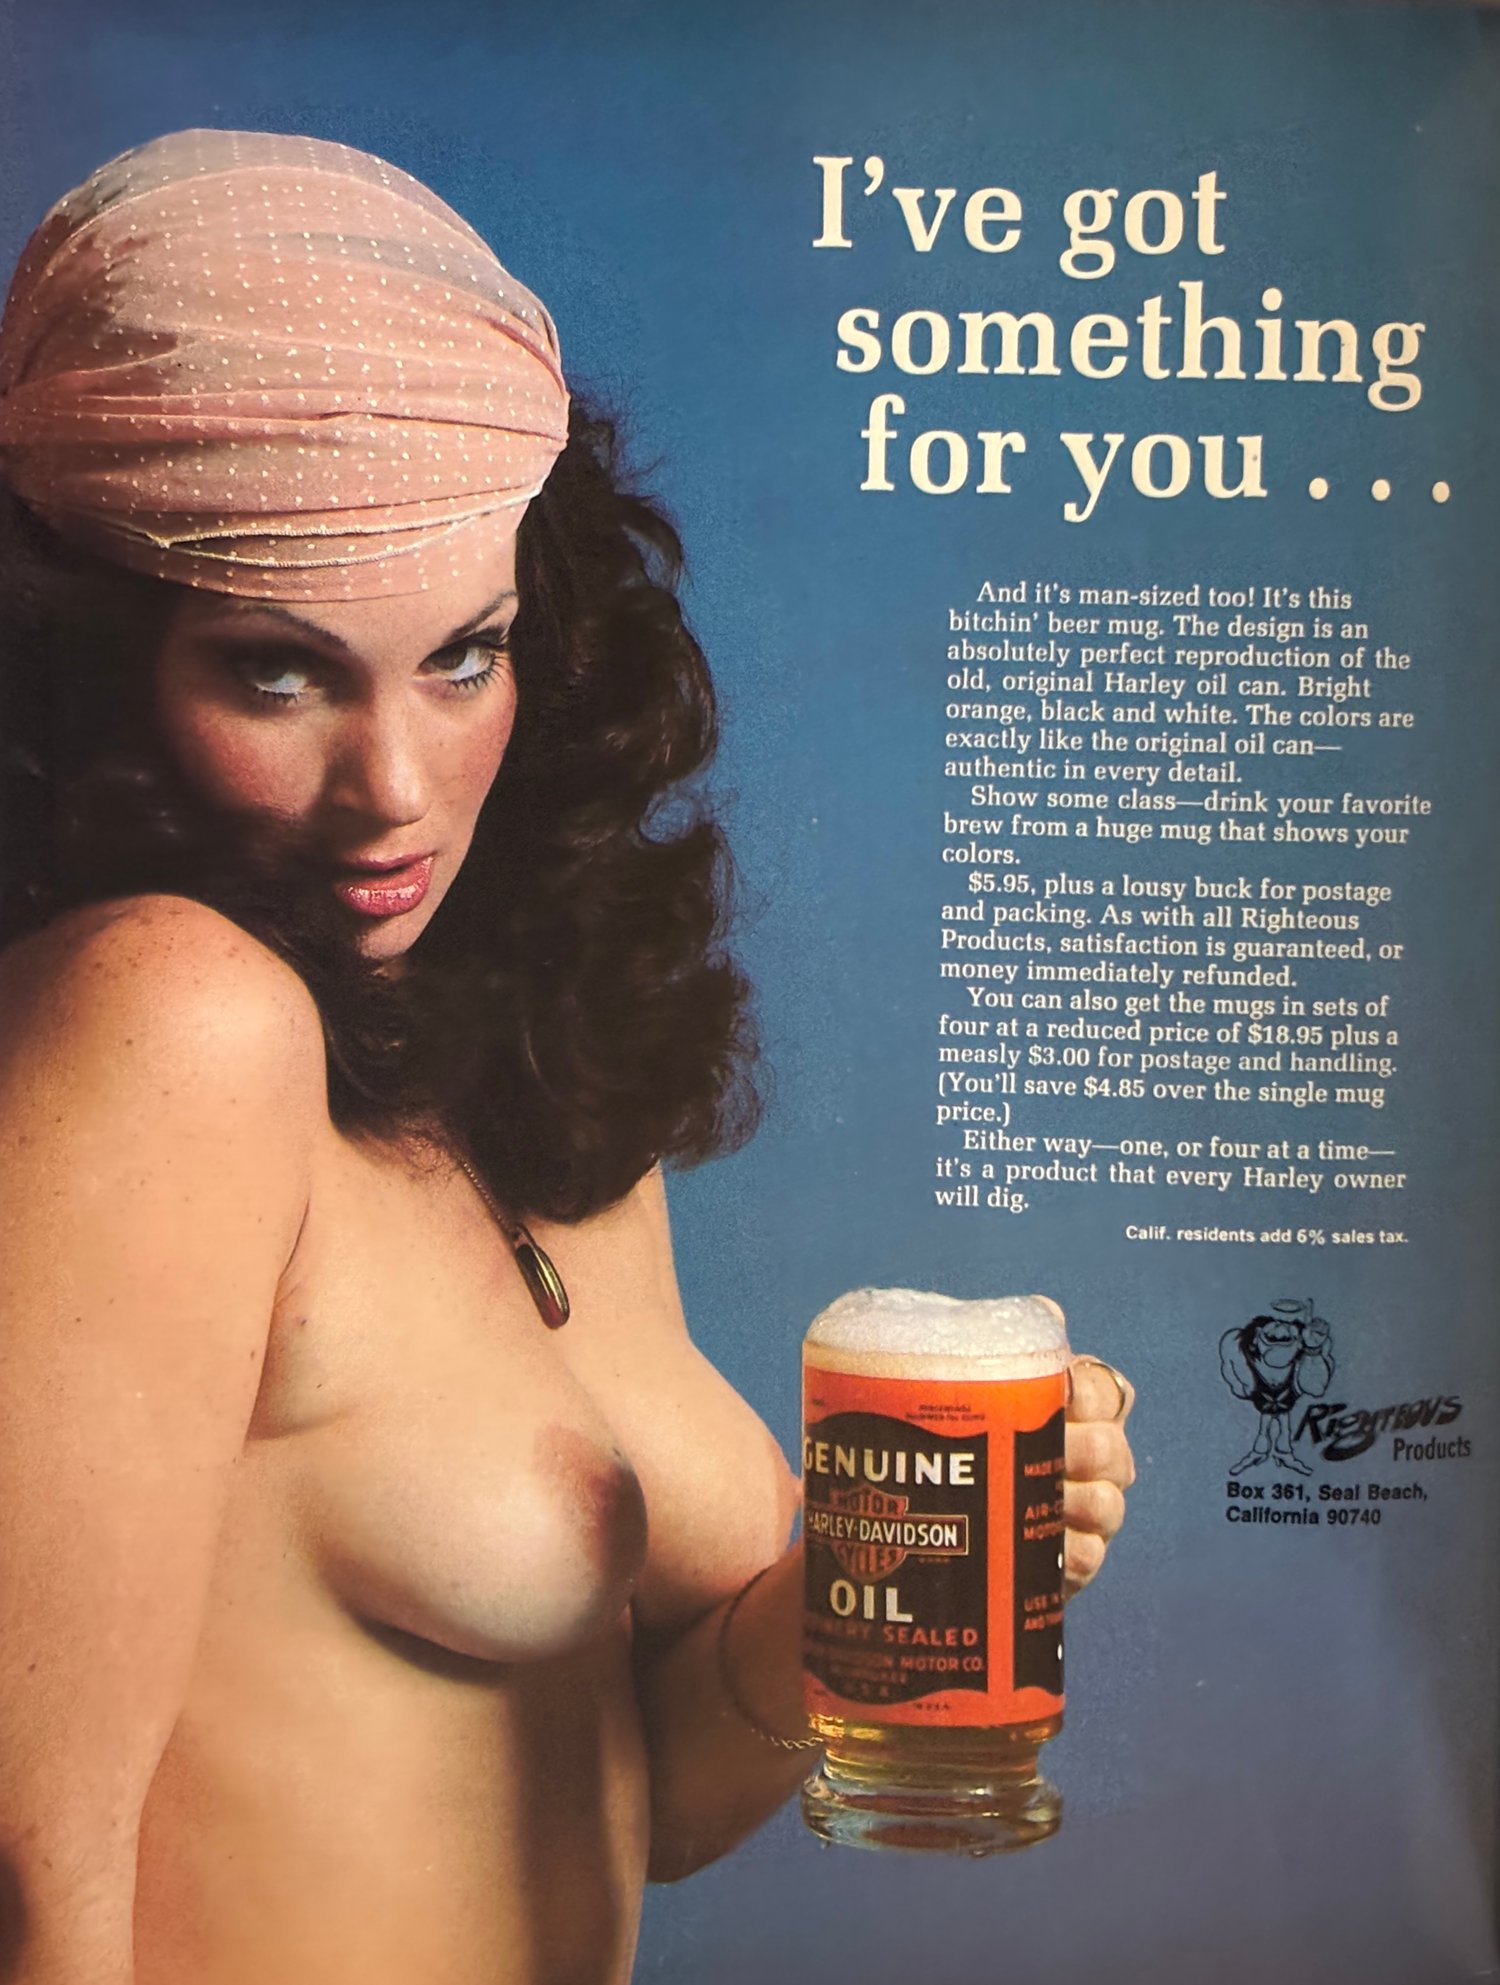 I've got
something
for you . . .
And it's man-sized too! It's this
bitchin' beer mug. The design is an
absolutely perfect reproduction of the
old, original Harley oil can. Bright
orange, black and white. The colors are
exactly like the original oil can—
authentic in every detail.
Show some class—drink your favorite
brew from a huge mug that shows your
colors.
$5.95, plus a lousy buck for postage
and packing. As with all Righteous
Products, satisfaction is guaranteed, or
money immediately refunded.
You can also get the mugs in sets of
four at a reduced price of $18.95 plus a
measly $3.00 for postage and handling.
(You'll save $4.85 over the single mug
price.)
Either way—one, or four at a time—
it's a product that every Harley owner
will dig.
Calif. residents add 6% sales tax.
GENUINE
MOTOR
HARLEY-DAVIDSON
CYCLES
OIL
SEALED
MOTOR CO.
U.S.A.
MADE
AIR-C
MOTOR
USE IN
AND
RIGHTEOUS
Products
Box 361, Seal Beach,
California 90740